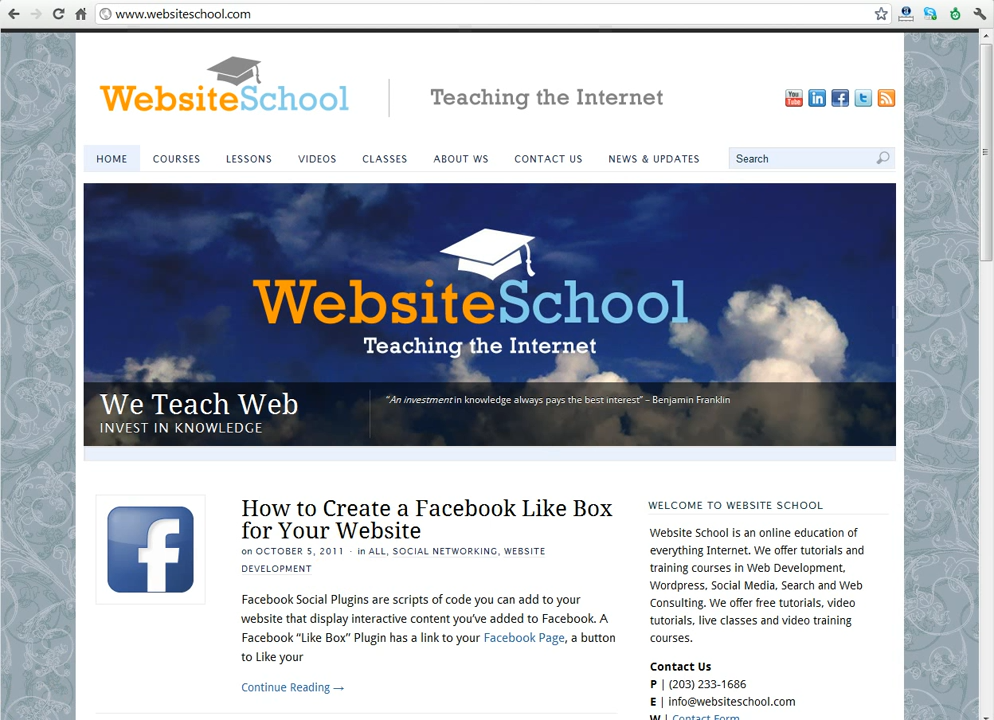 www.websiteschool.com
WebsiteSchool
Teaching the Internet
You
Tube
HOME COURSES LESSONS VIDEOS CLASSES ABOUT WS CONTACT US NEWS & UPDATES Search
WebsiteSchool
Teaching the Internet
We Teach Web
INVEST IN KNOWLEDGE
“An investment in knowledge always pays the best interest” – Benjamin Franklin
How to Create a Facebook Like Box
for Your Website
on OCTOBER 5, 2011 · in ALL, SOCIAL NETWORKING, WEBSITE
DEVELOPMENT
Facebook Social Plugins are scripts of code you can add to your
website that display interactive content you’ve added to Facebook. A
Facebook “Like Box” Plugin has a link to your Facebook Page, a button
to Like your
Continue Reading →
WELCOME TO WEBSITE SCHOOL
Website School is an online education of
everything Internet. We offer tutorials and
training courses in Web Development,
Wordpress, Social Media, Search and Web
Consulting. We offer free tutorials, video
tutorials, live classes and video training
courses.
Contact Us
P | (203) 233-1686
E | info@websiteschool.com
W | Contact Form